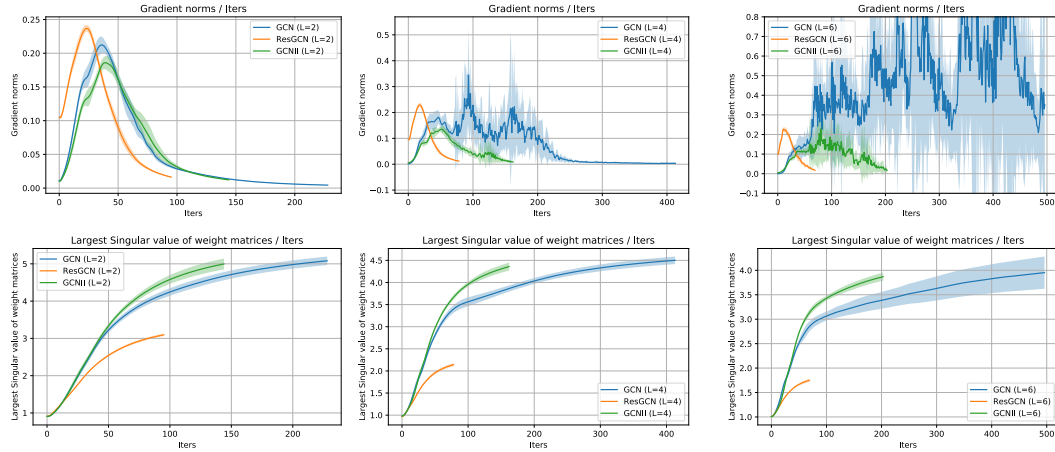 Gradient norms / Iters
Gradient norms
0.25
0.20
0.15
0.10
0.05
0.00
GCN (L=2)
ResGCN (L=2)
GCNII (L=2)
0 50 100 150 200
Iters
Gradient norms / Iters
Gradient norms
0.5
0.4
0.3
0.2
0.1
0.0
−0.1
GCN (L=4)
ResGCN (L=4)
GCNII (L=4)
0 100 200 300 400
Iters
Gradient norms / Iters
Gradient norms
0.8
0.7
0.6
0.5
0.4
0.3
0.2
0.1
0.0
−0.1
GCN (L=6)
ResGCN (L=6)
GCNII (L=6)
0 100 200 300 400 500
Iters
Largest Singular value of weight matrices / Iters
Largest Singular value of weight matrices
5
4
3
2
1
GCN (L=2)
ResGCN (L=2)
GCNII (L=2)
0 50 100 150 200
Iters
Largest Singular value of weight matrices / Iters
Largest Singular value of weight matrices
4.5
4.0
3.5
3.0
2.5
2.0
1.5
1.0
GCN (L=4)
ResGCN (L=4)
GCNII (L=4)
0 100 200 300 400
Iters
Largest Singular value of weight matrices / Iters
Largest Singular value of weight matrices
4.0
3.5
3.0
2.5
2.0
1.5
1.0
GCN (L=6)
ResGCN (L=6)
GCNII (L=6)
0 100 200 300 400 500
Iters